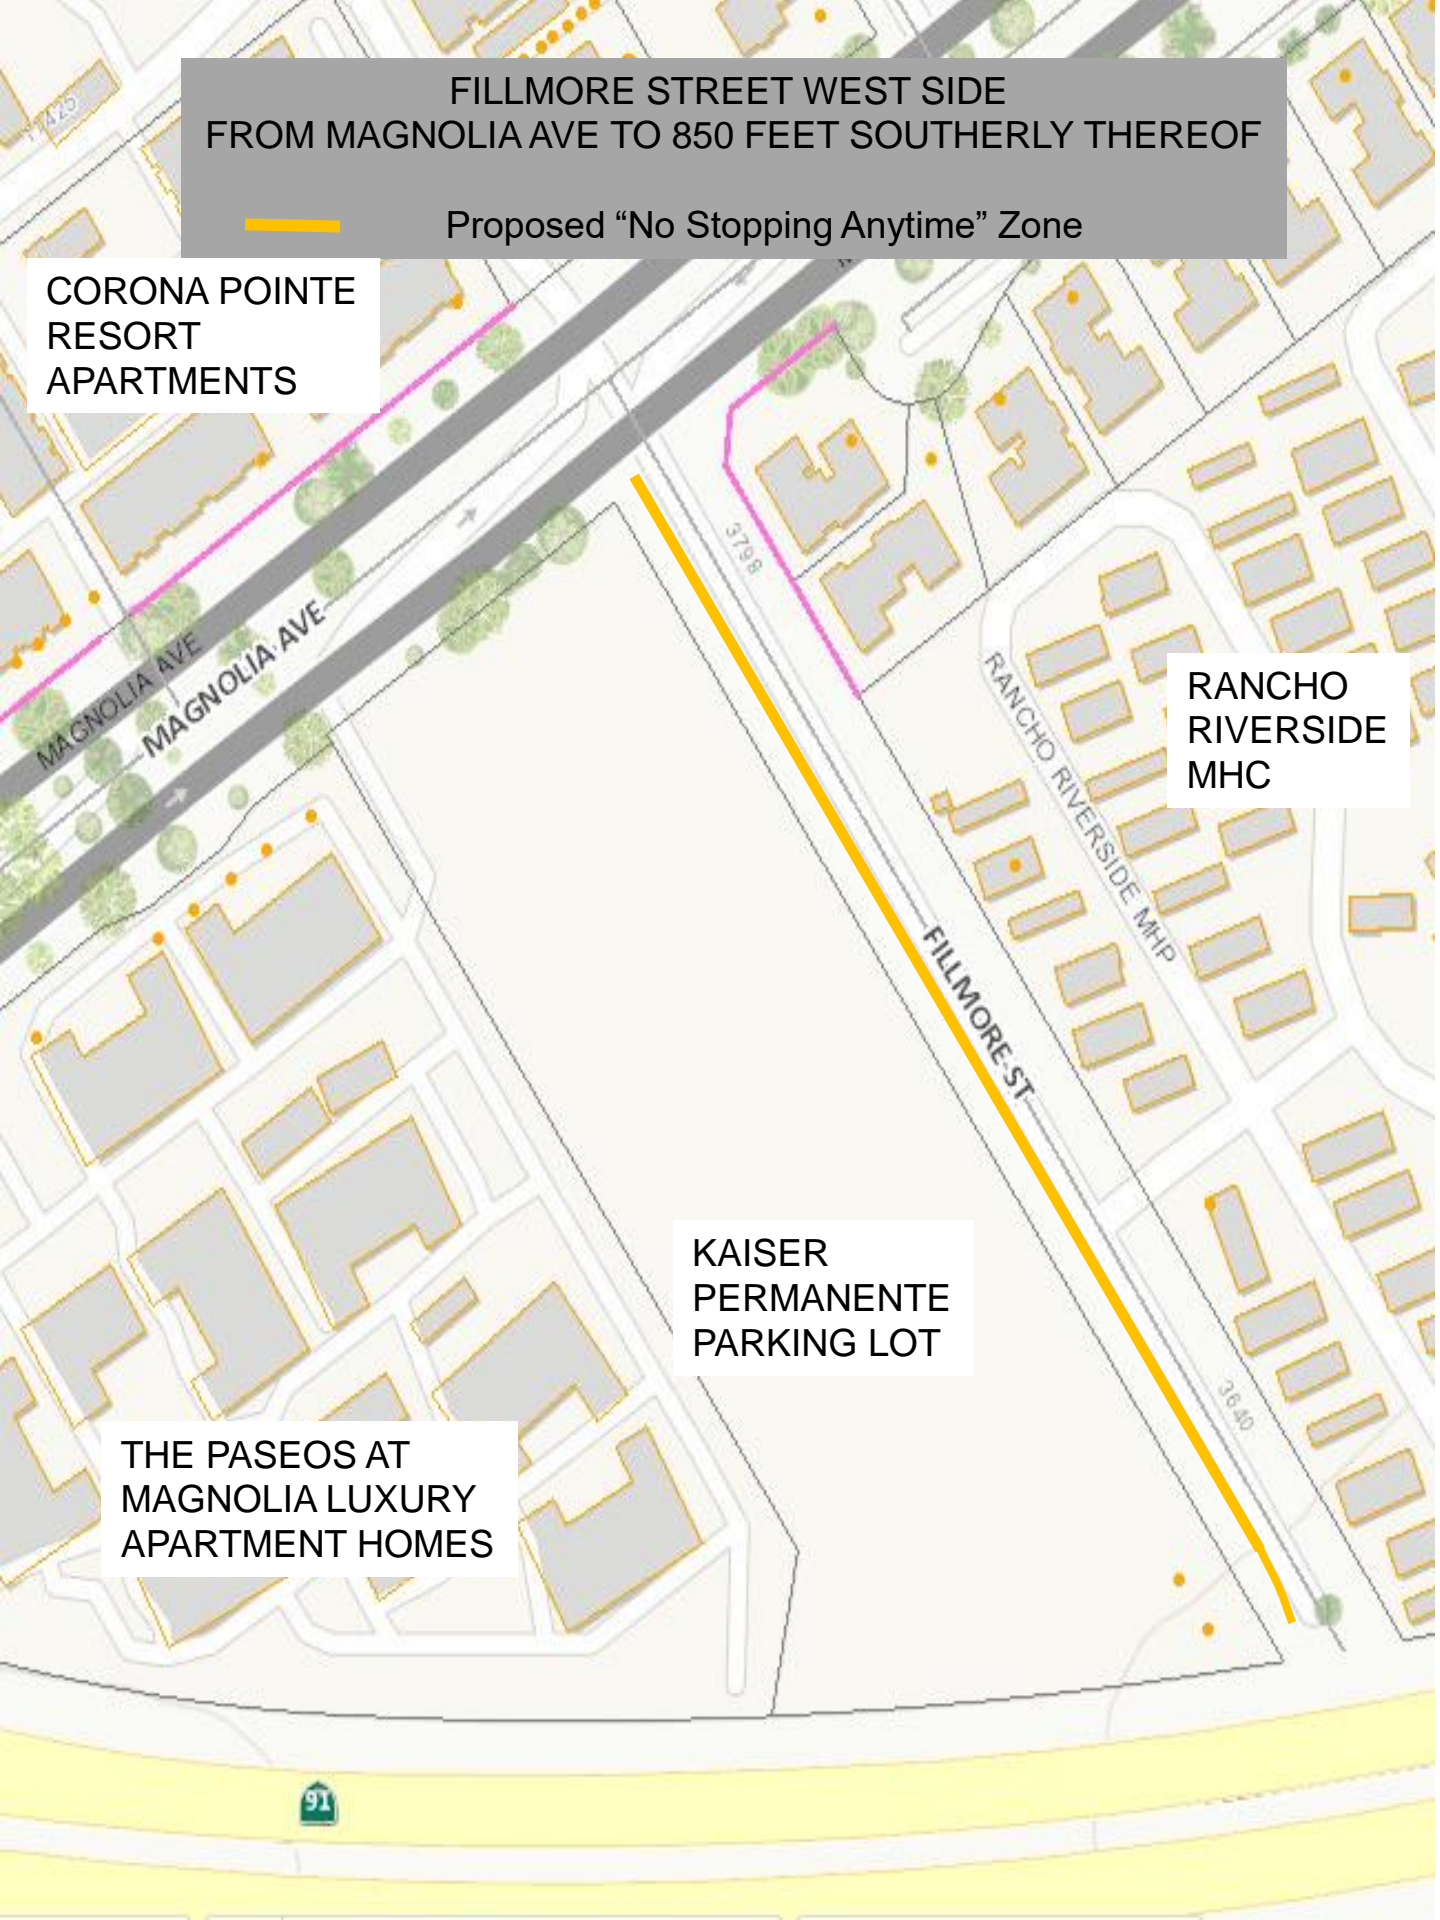 FILLMORE STREET WEST SIDE
FROM MAGNOLIA AVE TO 850 FEET SOUTHERLY THEREOF
Proposed “No Stopping Anytime” Zone
11425
CORONA POINTE
RESORT
APARTMENTS
3798
MAGNOLIA AVE
MAGNOLIA AVE
RANCHO RIVERSIDE MHP
RANCHO
RIVERSIDE
MHC
FILLMORE ST
KAISER
PERMANENTE
PARKING LOT
3640
THE PASEOS AT
MAGNOLIA LUXURY
APARTMENT HOMES
91